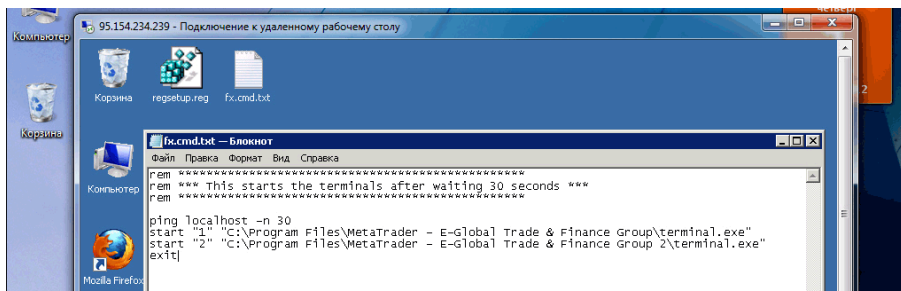 четверг
Компьютер
95.154.234.239 - Подключение к удаленному рабочему столу
2
Корзина
regsetup.reg
fx.cmd.txt
Корзина
fx.cmd.txt — Блокнот
Файл Правка Формат Вид Справка
Компьютер
rem *************************************************
rem *** This starts the terminals after waiting 30 seconds ***
rem *************************************************
ping localhost -n 30
start "1" "C:\Program Files\MetaTrader - E-Global Trade & Finance Group\terminal.exe"
start "2" "C:\Program Files\MetaTrader - E-Global Trade & Finance Group 2\terminal.exe"
exit
Mozilla Firefox